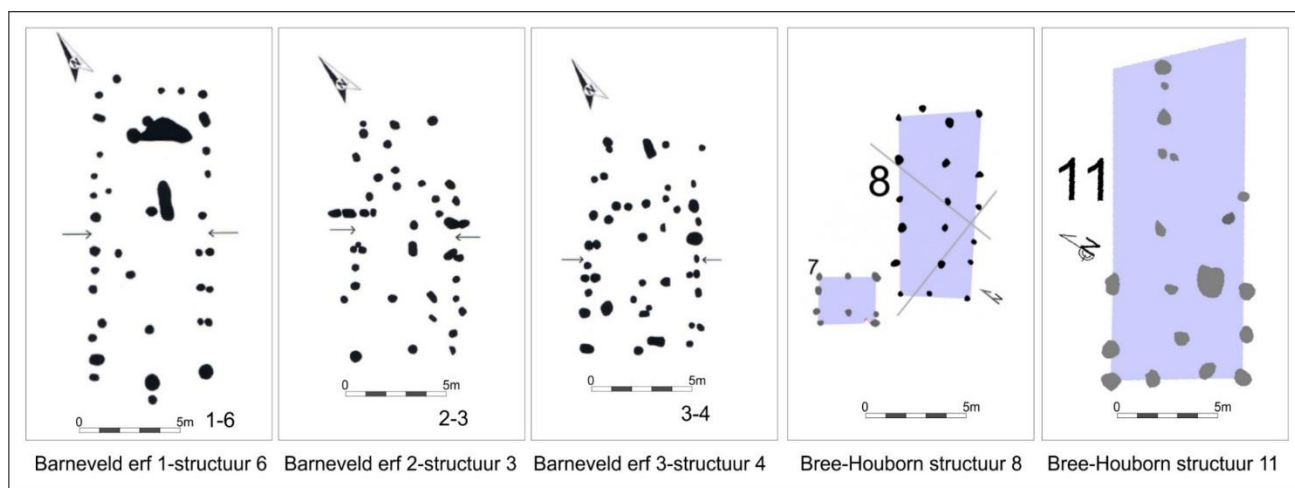 N
0 5m
1-6
Barneveld erf 1-structuur 6
N
0 5m
2-3
Barneveld erf 2-structuur 3
N
0 5m
3-4
Barneveld erf 3-structuur 4
8
7
N
0 5m
Bree-Houborn structuur 8
11
N
0 5m
Bree-Houborn structuur 11